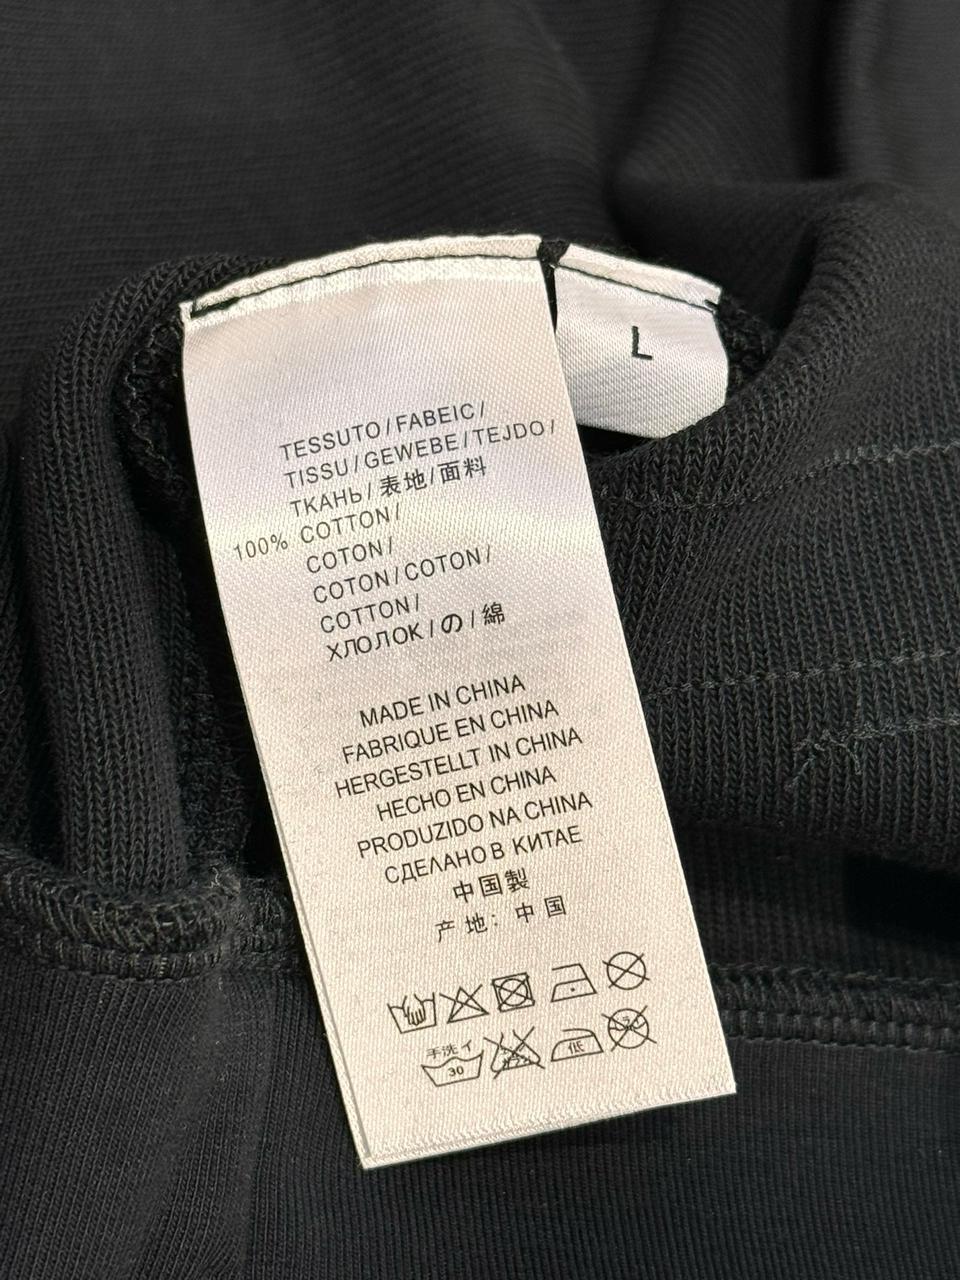 L
TESSUTO/FABEIC/
TISSU/GEWEBE/TEJDO/
ТКАНЬ/表地/面料
100% COTTON/
COTON/
COTON/COTON/
COTTON/
ХЛОЛОК/の/綿
MADE IN CHINA
FABRIQUE EN CHINA
HERGESTELLT IN CHINA
HECHO EN CHINA
PRODUZIDO NA CHINA
СДЕЛАНО В КИТАЕ
中国製
产地: 中国
手洗イ
30
低